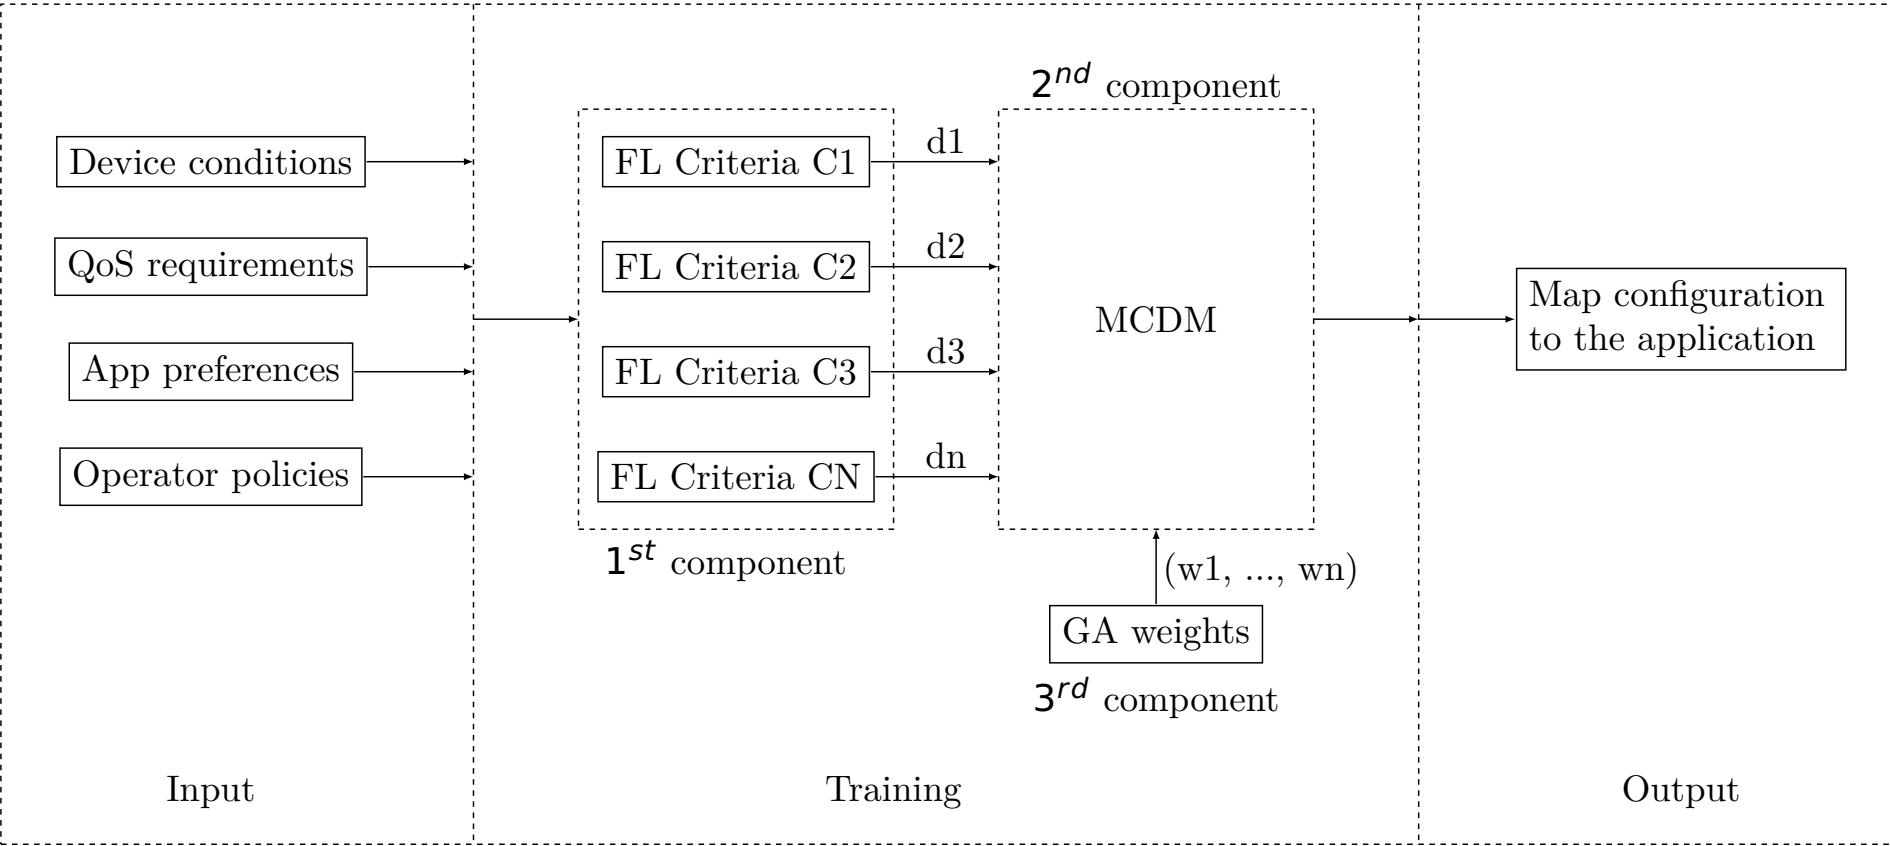 Device conditions
QoS requirements
App preferences
Operator policies
Input
FL Criteria C1
FL Criteria C2
FL Criteria C3
FL Criteria CN
1st component
d1
d2
d3
dn
2nd component
MCDM
(w1, ..., wn)
GA weights
3rd component
Training
Map configuration
to the application
Output